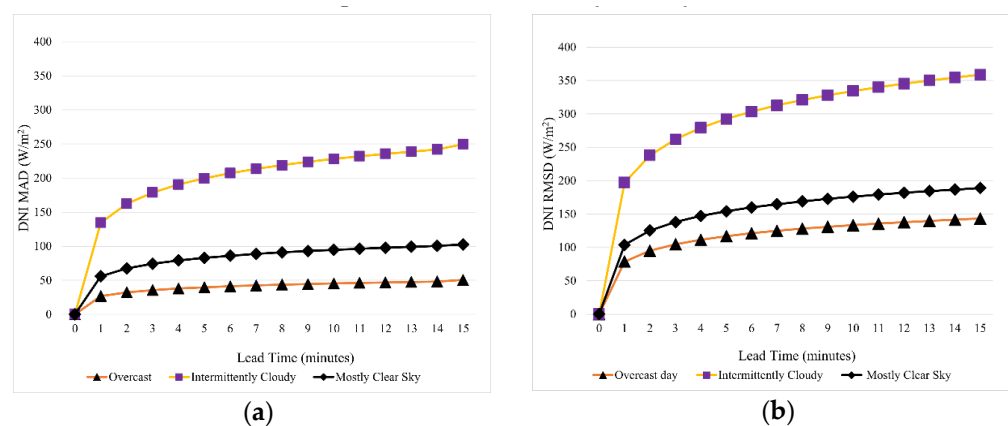 400
350
300
250
200
150
100
50
0
DNI MAD (W/m²)
0 1 2 3 4 5 6 7 8 9 10 11 12 13 14 15
Lead Time (minutes)
Overcast Intermittently Cloudy Mostly Clear Sky
(a)
400
350
300
250
200
150
100
50
0
DNI RMSD (W/m²)
0 1 2 3 4 5 6 7 8 9 10 11 12 13 14 15
Lead Time (minutes)
Overcast day Intermittently Cloudy Mostly Clear Sky
(b)